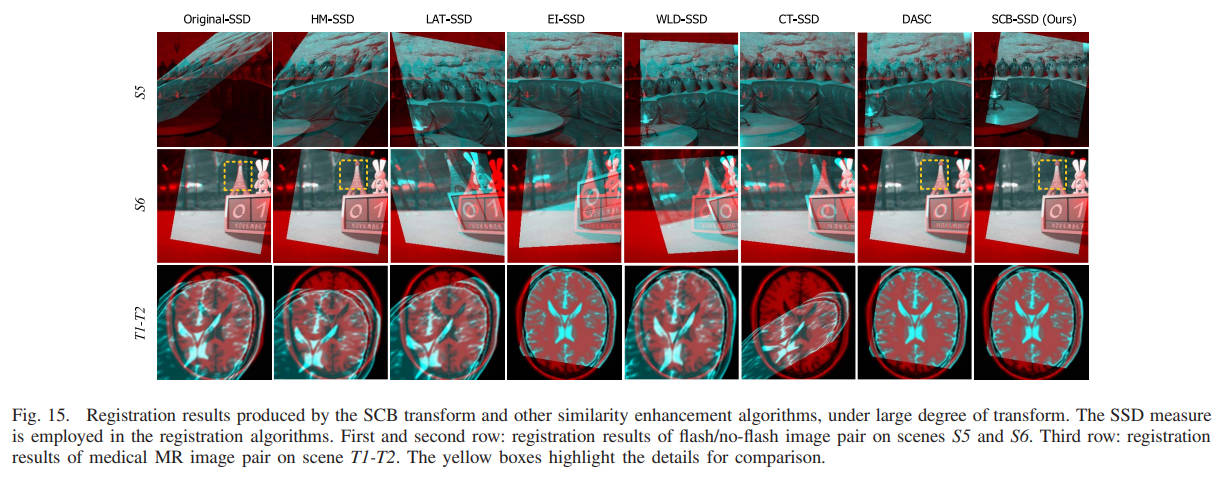 Original-SSD HM-SSD LAT-SSD EI-SSD WLD-SSD CT-SSD DASC SCB-SSD (Ours)
S5
S6
0 1
NOVEMBER
T1-T2
Fig. 15. Registration results produced by the SCB transform and other similarity enhancement algorithms, under large degree of transform. The SSD measure
is employed in the registration algorithms. First and second row: registration results of flash/no-flash image pair on scenes S5 and S6. Third row: registration
results of medical MR image pair on scene T1-T2. The yellow boxes highlight the details for comparison.